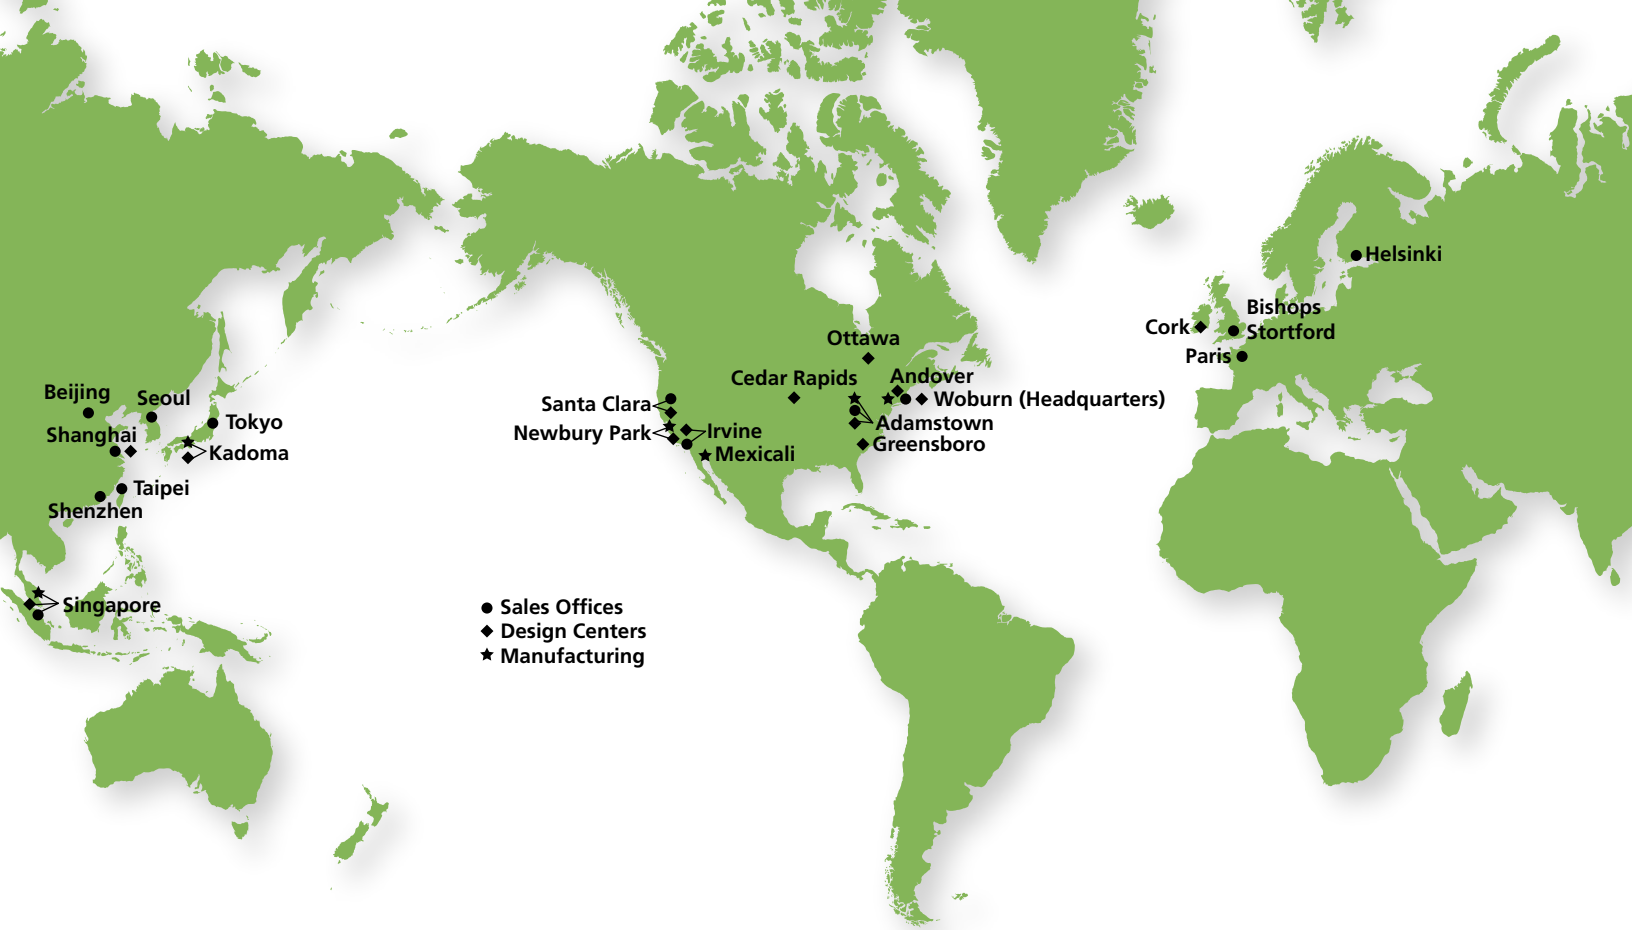 Helsinki
Bishops
Stortford
Cork
Paris
Ottawa
Cedar Rapids
Andover
Woburn (Headquarters)
Santa Clara
Adamstown
Newbury Park
Irvine
Greensboro
Mexicali
Beijing
Seoul
Tokyo
Shanghai
Kadoma
Taipei
Shenzhen
Singapore
Sales Offices
Design Centers
Manufacturing